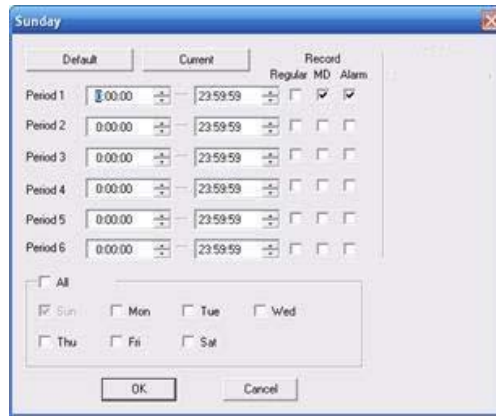 Sunday
Default Current Record
Regular MD Alarm
Period 1 0:00:00 23:59:59
Period 2 0:00:00 23:59:59
Period 3 0:00:00 23:59:59
Period 4 0:00:00 23:59:59
Period 5 0:00:00 23:59:59
Period 6 0:00:00 23:59:59
All
Sun Mon Tue Wed
Thu Fri Sat
OK Cancel